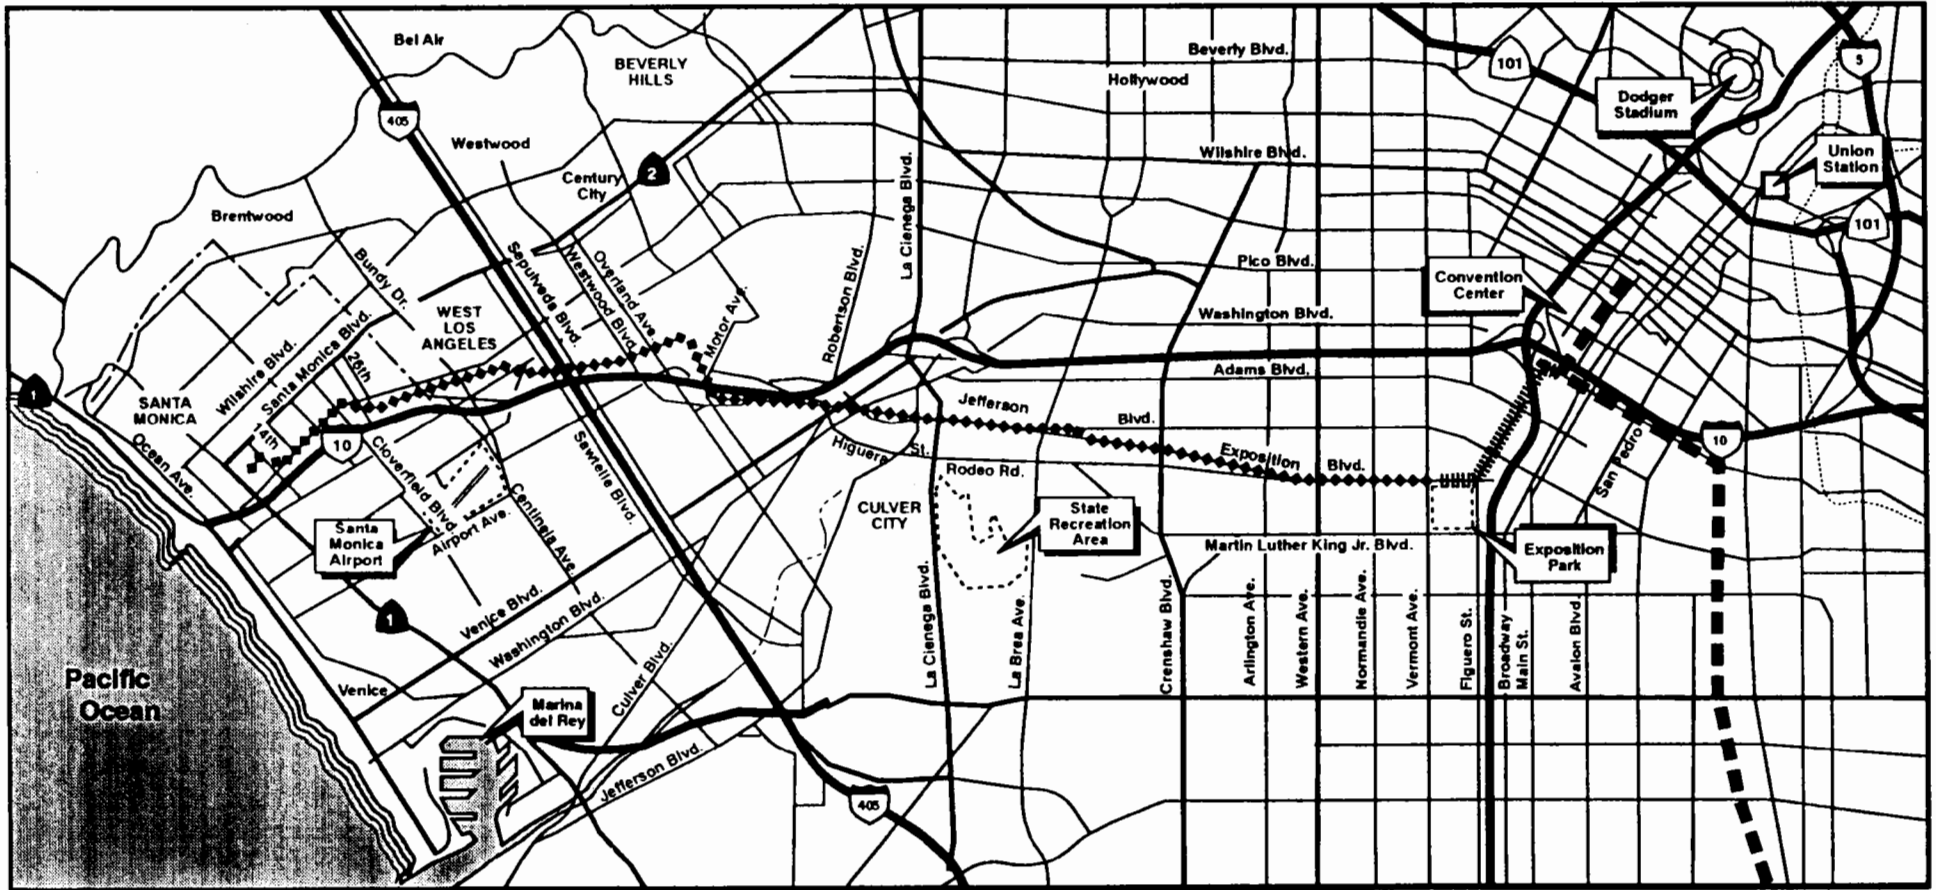 Bel Air
BEVERLY
HILLS
Beverly Blvd.
Hollywood
101
5
Dodger
Stadium
405
Westwood
Wilshire Blvd.
Union
Station
Century
City
2
La Cienega Blvd.
Brentwood
101
Bundy Dr.
Sepulveda Blvd.
Westwood Blvd.
Overland Ave.
Motor Ave.
Robertson Blvd.
Pico Blvd.
Convention
Center
WEST
LOS
ANGELES
Washington Blvd.
Wilshire Blvd.
Santa Monica Blvd.
26th
14th
Adams Blvd.
1
SANTA
MONICA
Ocean Ave.
10
Jefferson
Blvd.
Exposition
Blvd.
Higuera
St.
Rodeo Rd.
10
San Pedro
Cloverfield Blvd.
Sawtelle Blvd.
Centinela Ave.
Airport Ave.
Santa
Monica
Airport
CULVER
CITY
State
Recreation
Area
Martin Luther King Jr. Blvd.
Exposition
Park
1
Venice Blvd.
Washington Blvd.
Culver Blvd.
La Cienega Blvd.
La Brea Ave.
Crenshaw Blvd.
Arlington Ave.
Western Ave.
Normandie Ave.
Vermont Ave.
Figuero St.
Broadway
Main St.
Avalon Blvd.
Pacific
Ocean
Venice
Marina
del Rey
Jefferson Blvd.
405